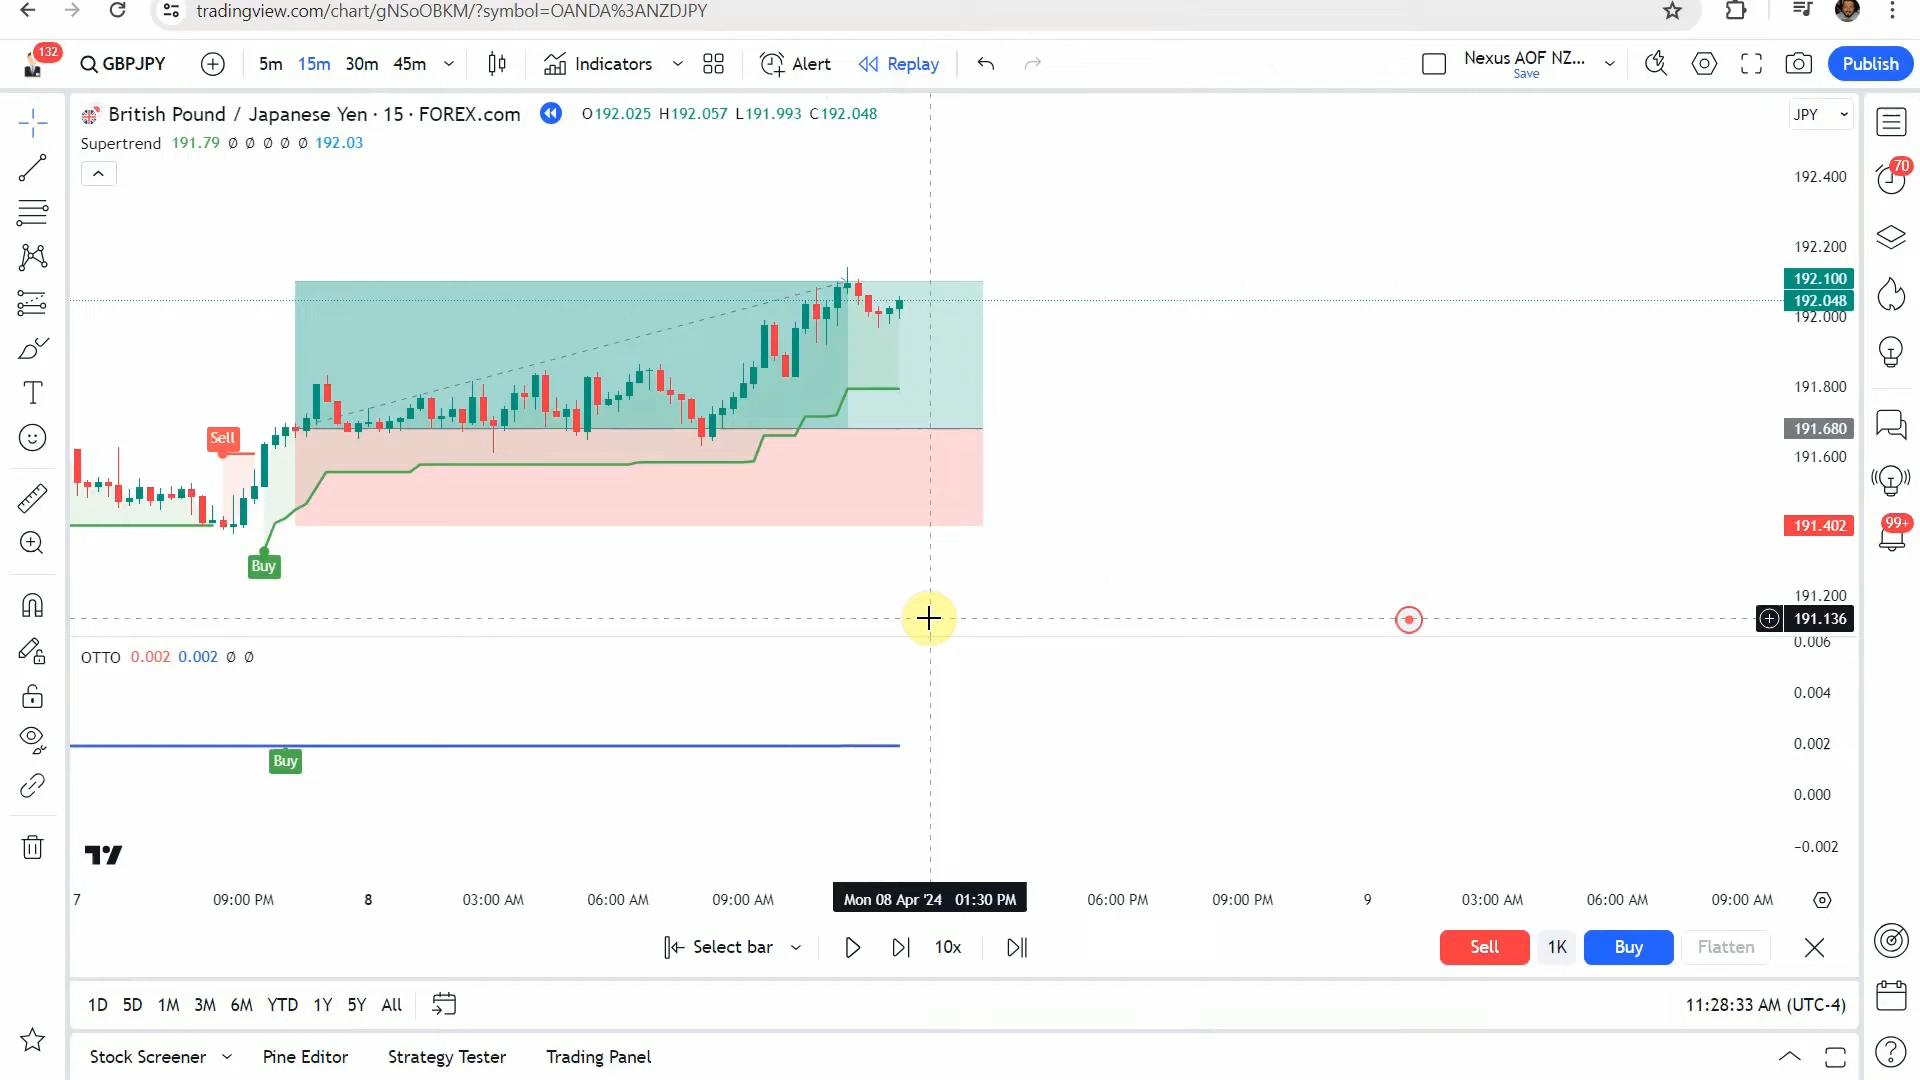 tradingview.com/chart/gNSoOBKM/?symbol=OANDA%3ANZDJPY
132
GBPJPY
5m 15m 30m 45m
Indicators
Alert
Replay
Nexus AOF NZ...
Save
Publish
British Pound / Japanese Yen · 15 · FOREX.com
O192.025 H192.057 L191.993 C192.048
JPY
Supertrend 191.79 Ø Ø Ø Ø Ø 192.03
70
192.400
192.200
192.100
192.048
192.000
191.800
Sell
191.680
191.600
99+
191.402
Buy
191.200
191.136
0.006
OTTO 0.002 0.002 Ø Ø
0.004
0.002
Buy
0.000
−0.002
7 09:00 PM 8 03:00 AM 06:00 AM 09:00 AM Mon 08 Apr '24 01:30 PM 06:00 PM 09:00 PM 9 03:00 AM 06:00 AM 09:00 AM
Select bar
10x
Sell 1K Buy Flatten
1D 5D 1M 3M 6M YTD 1Y 5Y All
11:28:33 AM (UTC-4)
Stock Screener Pine Editor Strategy Tester Trading Panel